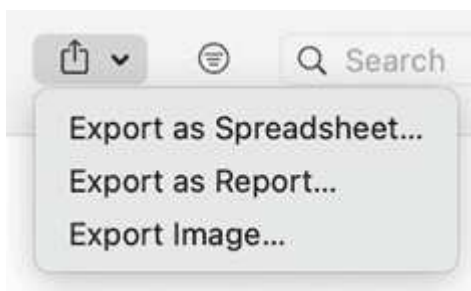 Search
Export as Spreadsheet...
Export as Report...
Export Image...